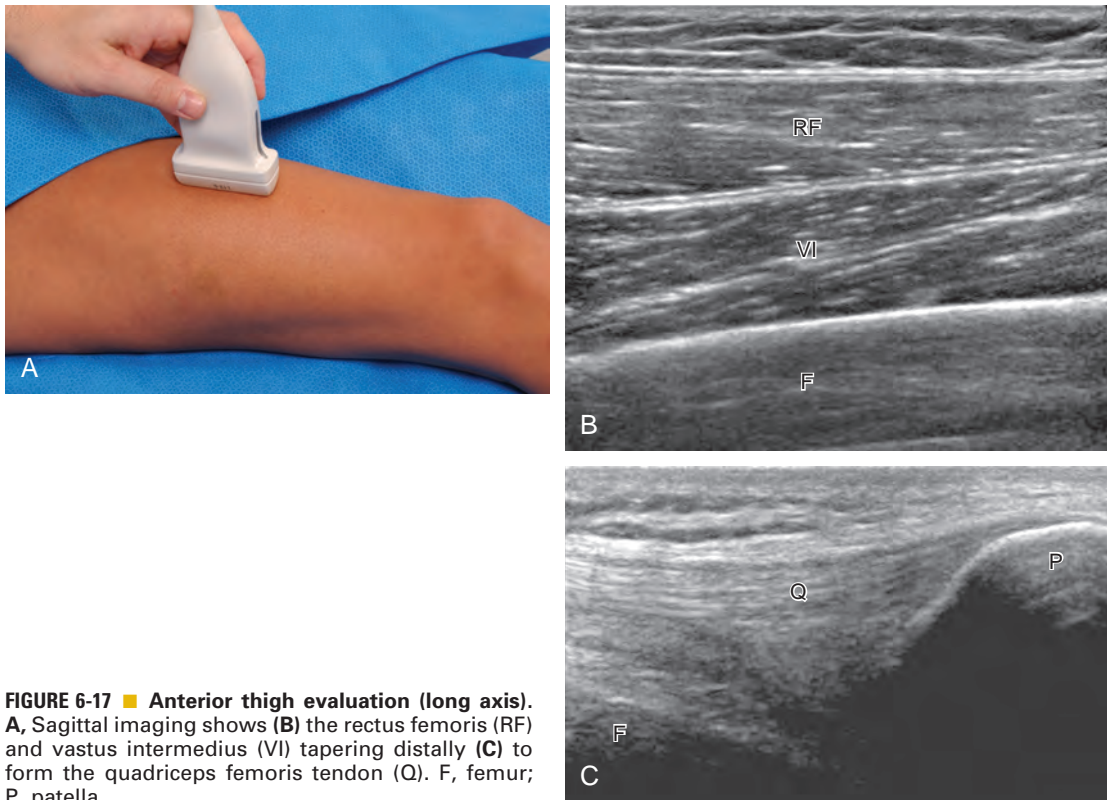 A
RF
VI
F
B
Q
P
F
C
FIGURE 6-17 ■ Anterior thigh evaluation (long axis).
A, Sagittal imaging shows (B) the rectus femoris (RF)
and vastus intermedius (VI) tapering distally (C) to
form the quadriceps femoris tendon (Q). F, femur;
P, patella